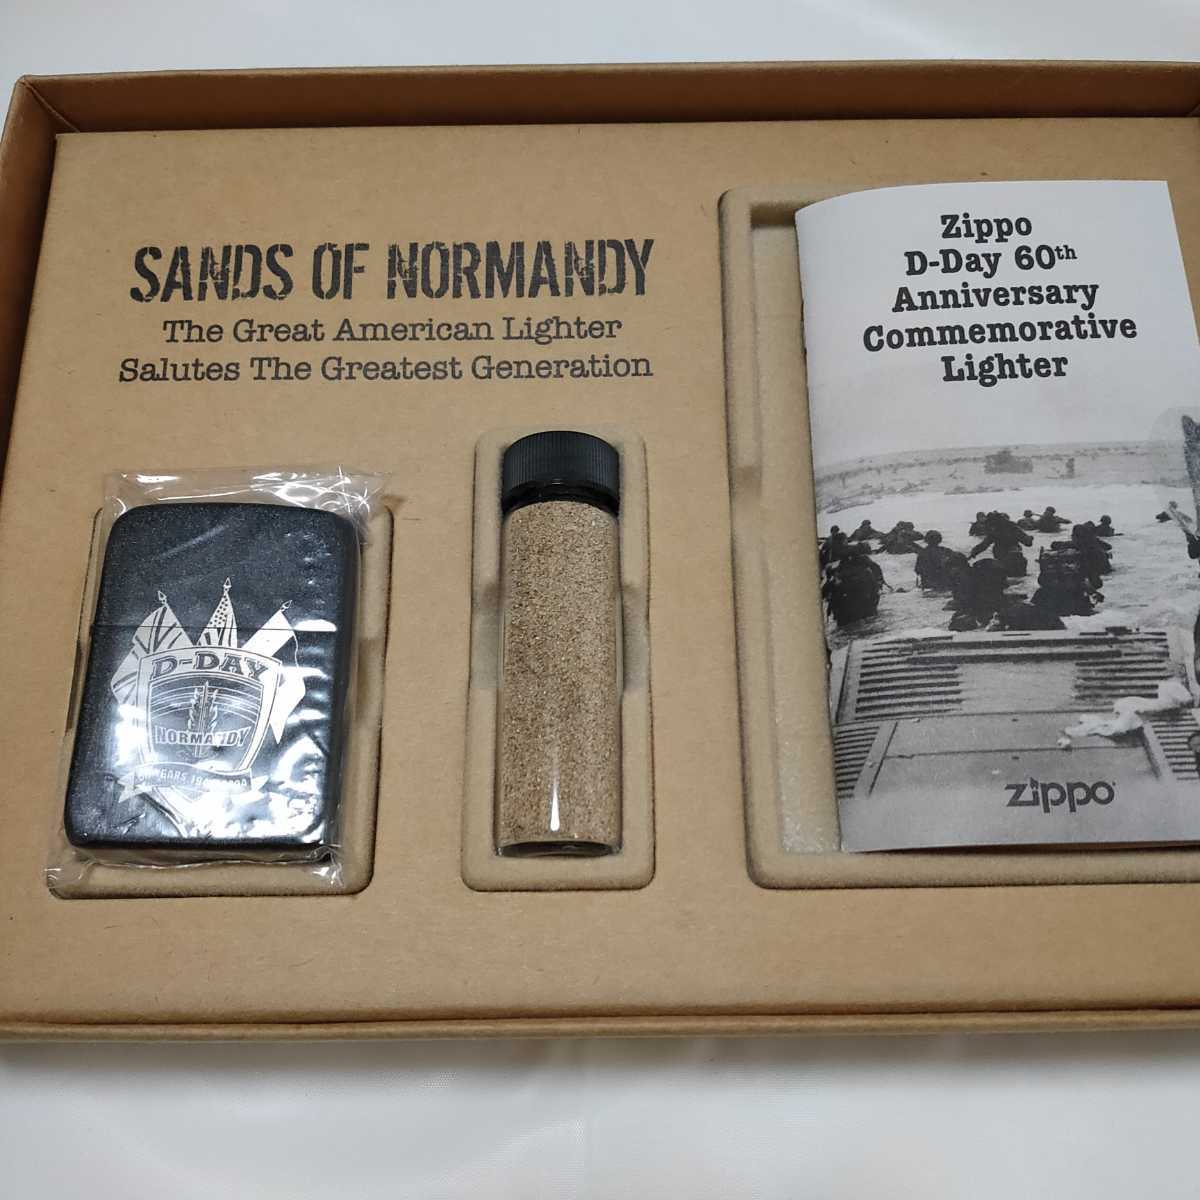 SANDS OF NORMANDY
The Great American Lighter
Salutes The Greatest Generation
Zippo
D-Day 60th
Anniversary
Commemorative
Lighter
zippo
D-DAY
NORMANDY
YEARS